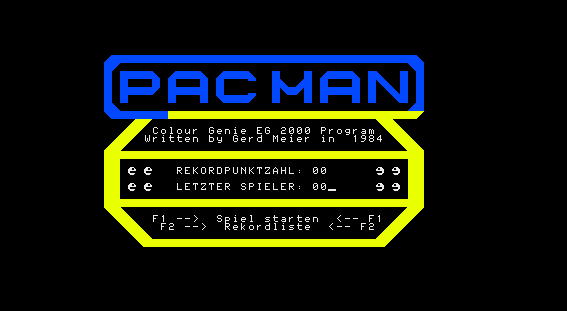 PAC MAN
Colour Genie EG 2000 Program
Written by Gerd Meier in 1984
REKORDPUNKTZAHL: 00
LETZTER SPIELER: 00_
F1 --> Spiel starten <-- F1
F2 --> Rekordliste <-- F2